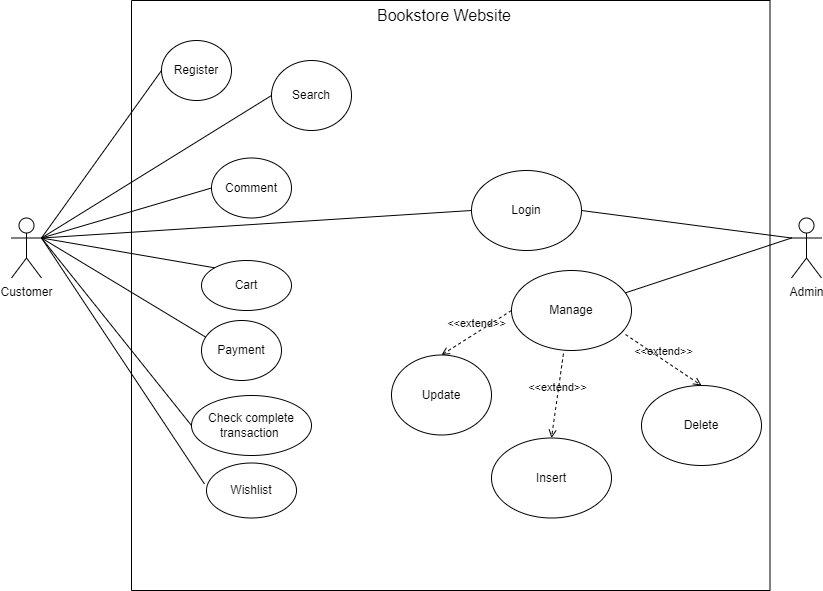 Bookstore Website
Register
Search
Comment
Login
Customer
Admin
Cart
Manage
<<extend>>
Payment
<<extend>>
<<extend>>
Update
Check complete
transaction
Delete
Insert
Wishlist